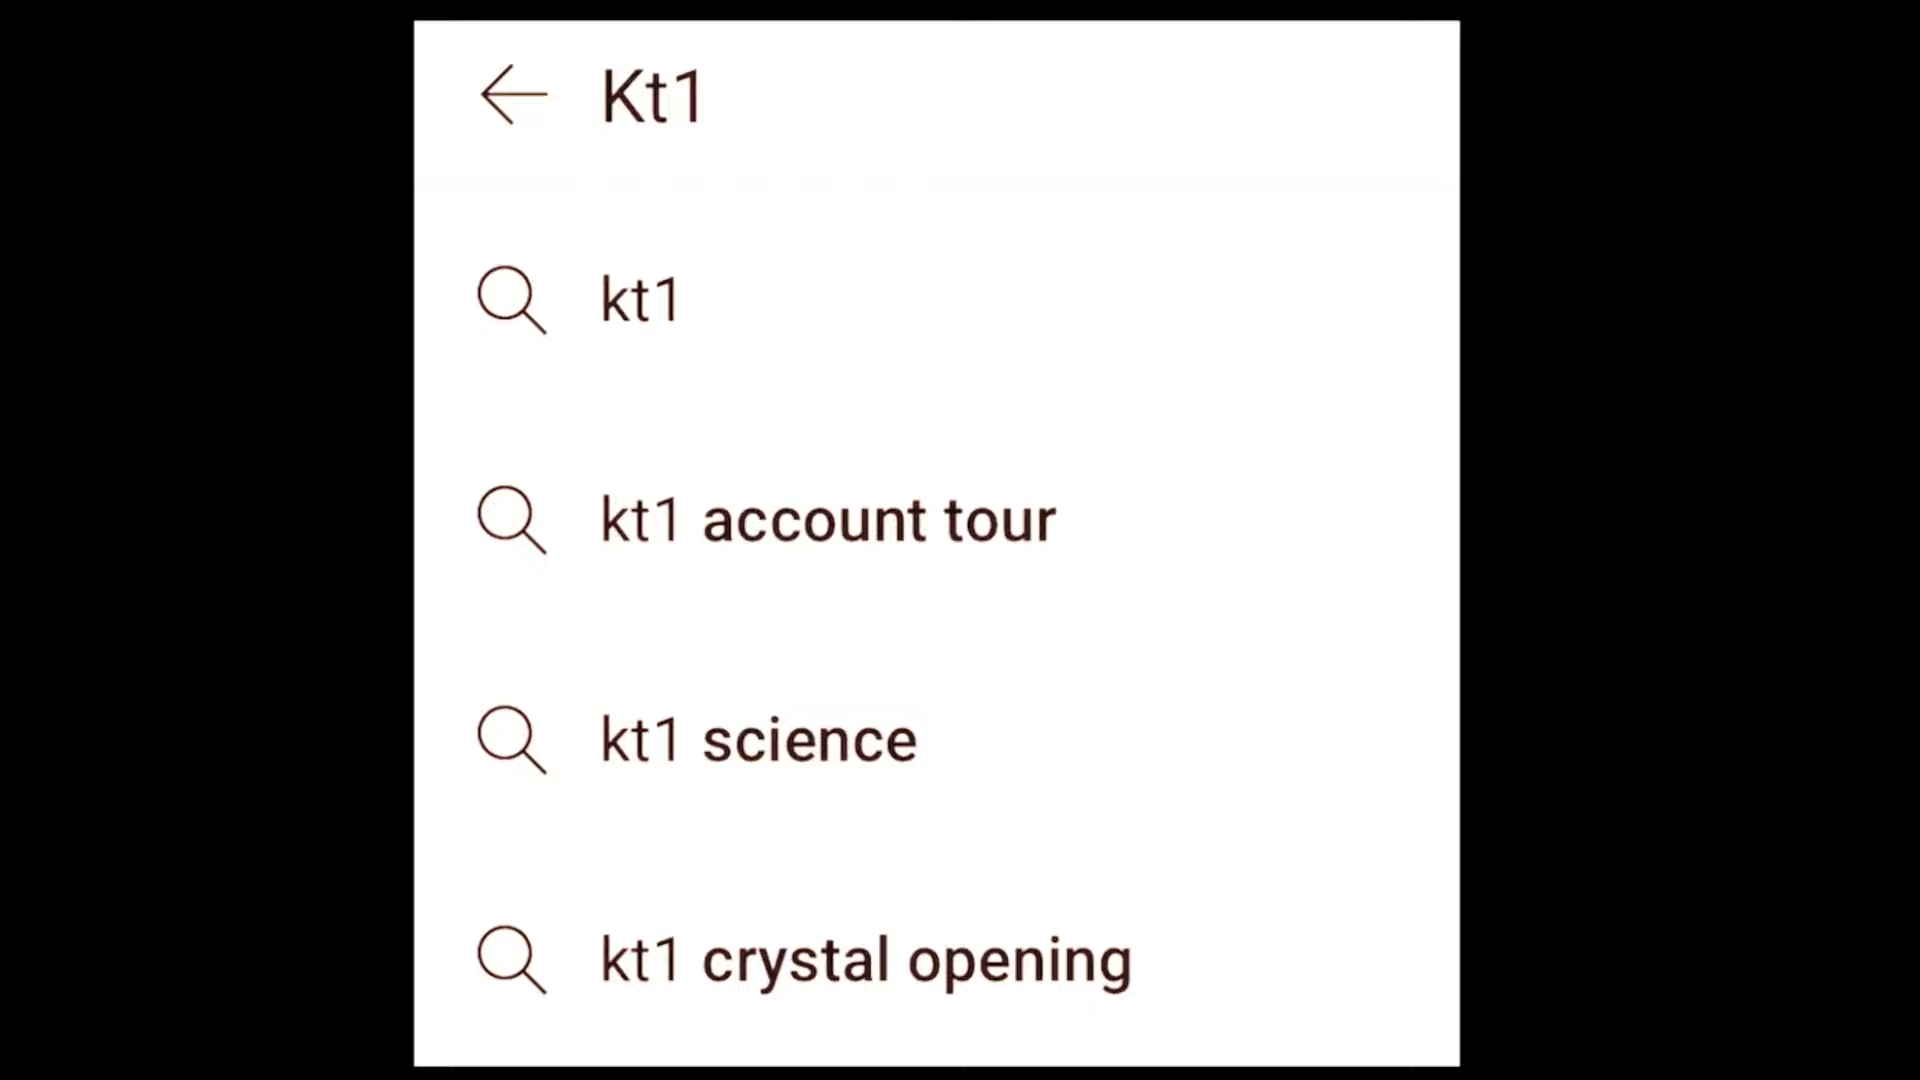 Kt1
kt1
kt1 account tour
kt1 science
kt1 crystal opening